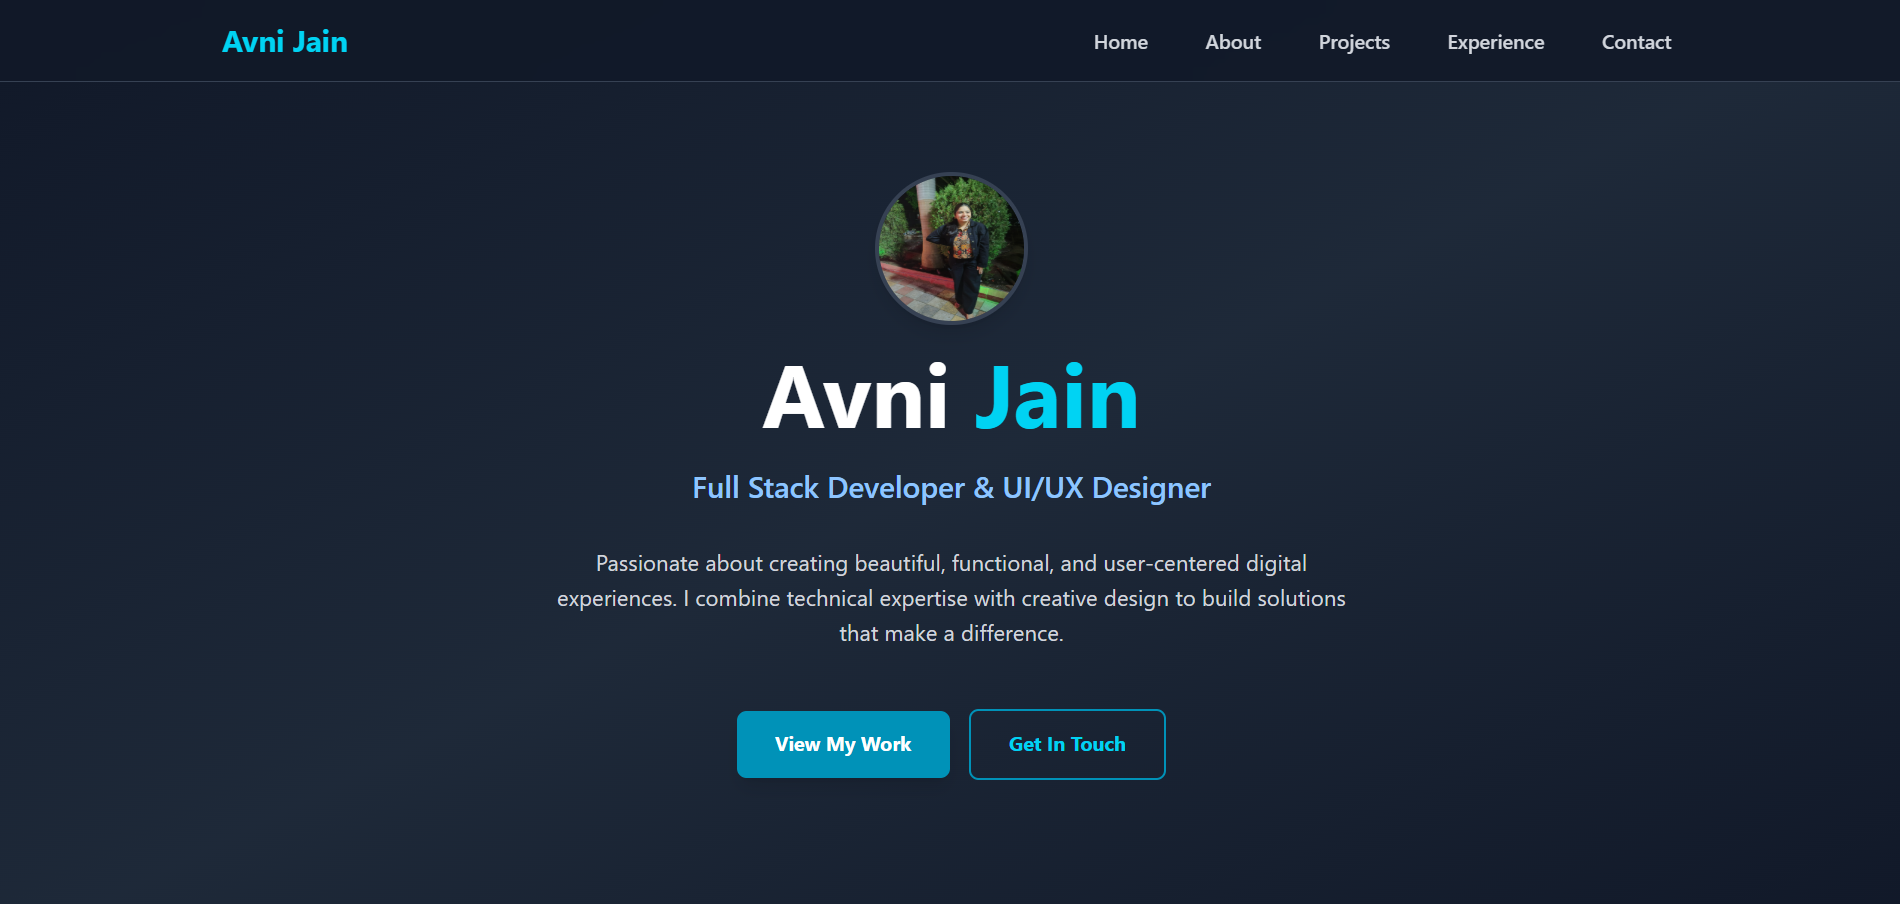 Avni Jain
Home About Projects Experience Contact
Avni Jain
Full Stack Developer & UI/UX Designer
Passionate about creating beautiful, functional, and user-centered digital
experiences. I combine technical expertise with creative design to build solutions
that make a difference.
View My Work Get In Touch